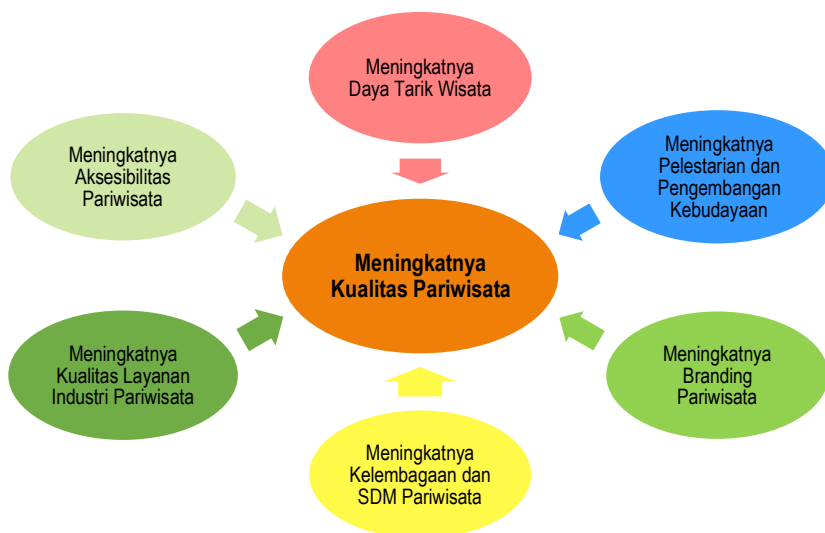 Meningkatnya
Daya Tarik Wisata
Meningkatnya
Aksesibilitas
Pariwisata
Meningkatnya
Pelestarian dan
Pengembangan
Kebudayaan
Meningkatnya
Kualitas Pariwisata
Meningkatnya
Kualitas Layanan
Industri Pariwisata
Meningkatnya
Branding
Pariwisata
Meningkatnya
Kelembagaan dan
SDM Pariwisata